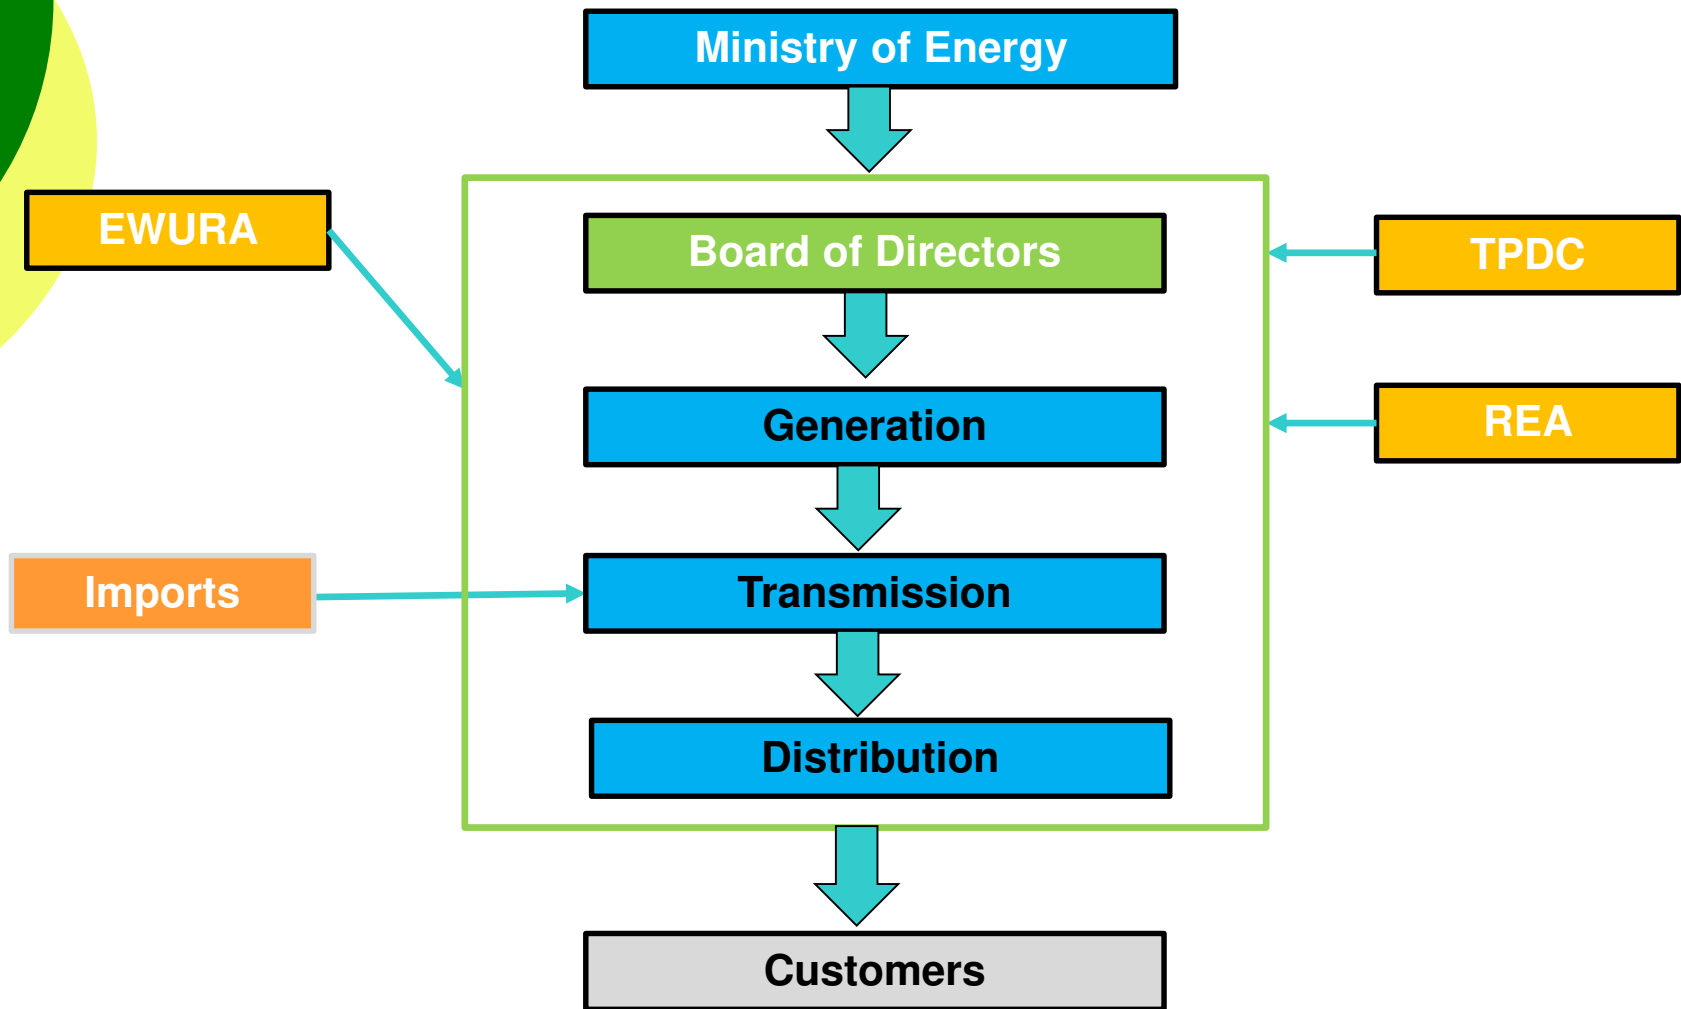 Ministry of Energy
EWURA
Board of Directors
TPDC
Generation
REA
Imports
Transmission
Distribution
Customers